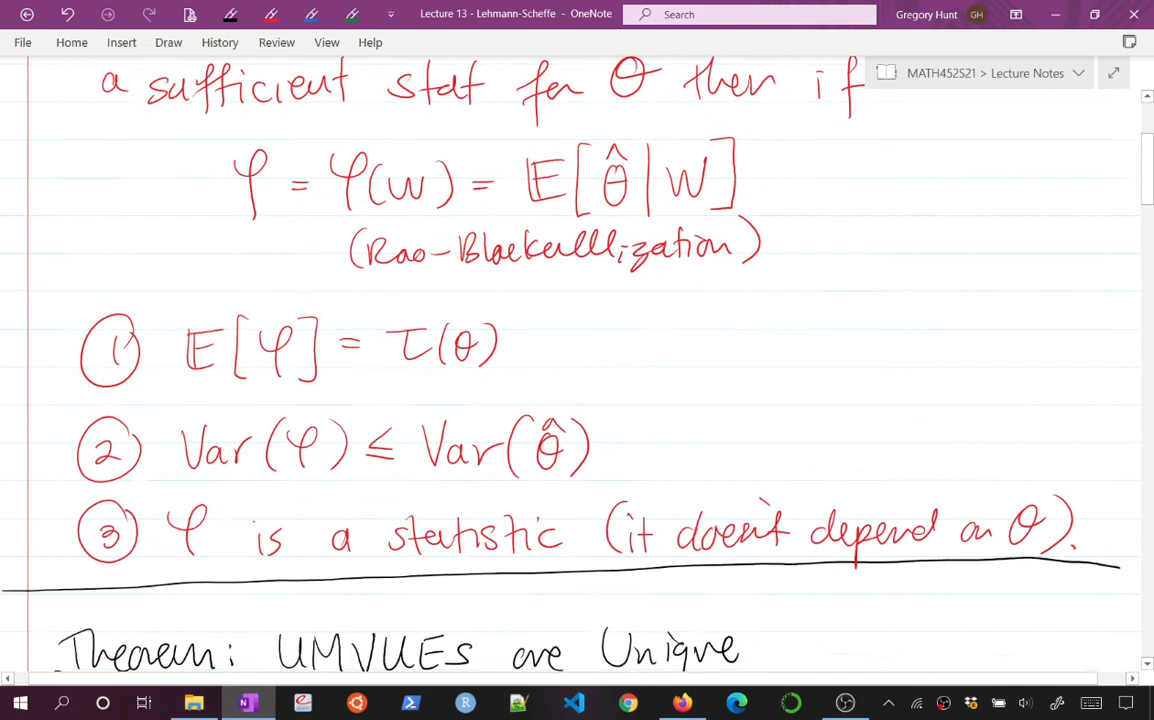 Lecture 13 - Lehmann-Scheffe - OneNote
Search
Gregory Hunt
GH
File Home Insert Draw History Review View Help
MATH452S21 > Lecture Notes
a sufficient stat for θ then if
φ = φ(W) = 𝔼[θ̂|W]
(Rao-Blackwelllization)
① 𝔼[φ] = τ(θ)
② Var(φ) ≤ Var(θ̂)
③ φ is a statistic (it doesn't depend on θ).
Theorem: UMVUEs are Unique